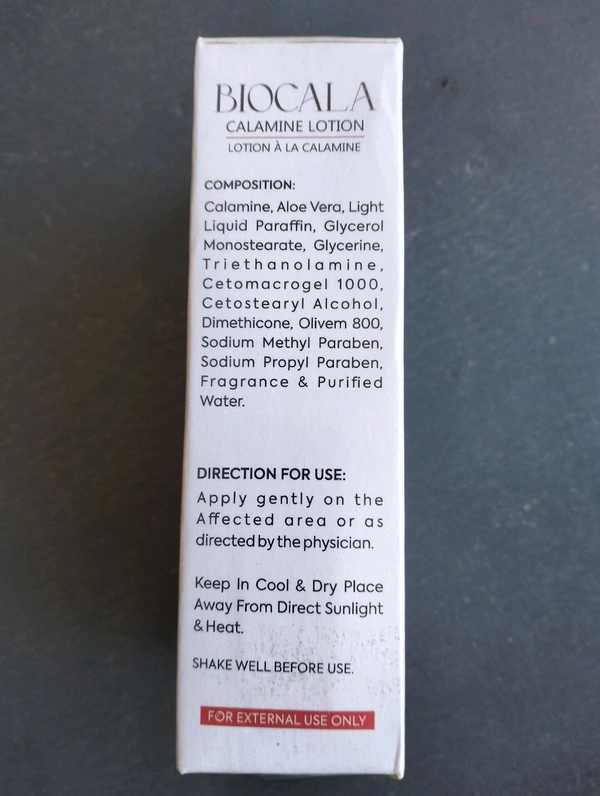 BIOCALA
CALAMINE LOTION
LOTION À LA CALAMINE
COMPOSITION:
Calamine, Aloe Vera, Light
Liquid Paraffin, Glycerol
Monostearate, Glycerine,
Triethanolamine,
Cetomacrogel 1000,
Cetostearyl Alcohol,
Dimethicone, Olivem 800,
Sodium Methyl Paraben,
Sodium Propyl Paraben,
Fragrance & Purified
Water.
DIRECTION FOR USE:
Apply gently on the
Affected area or as
directed by the physician.
Keep In Cool & Dry Place
Away From Direct Sunlight
& Heat.
SHAKE WELL BEFORE USE.
FOR EXTERNAL USE ONLY